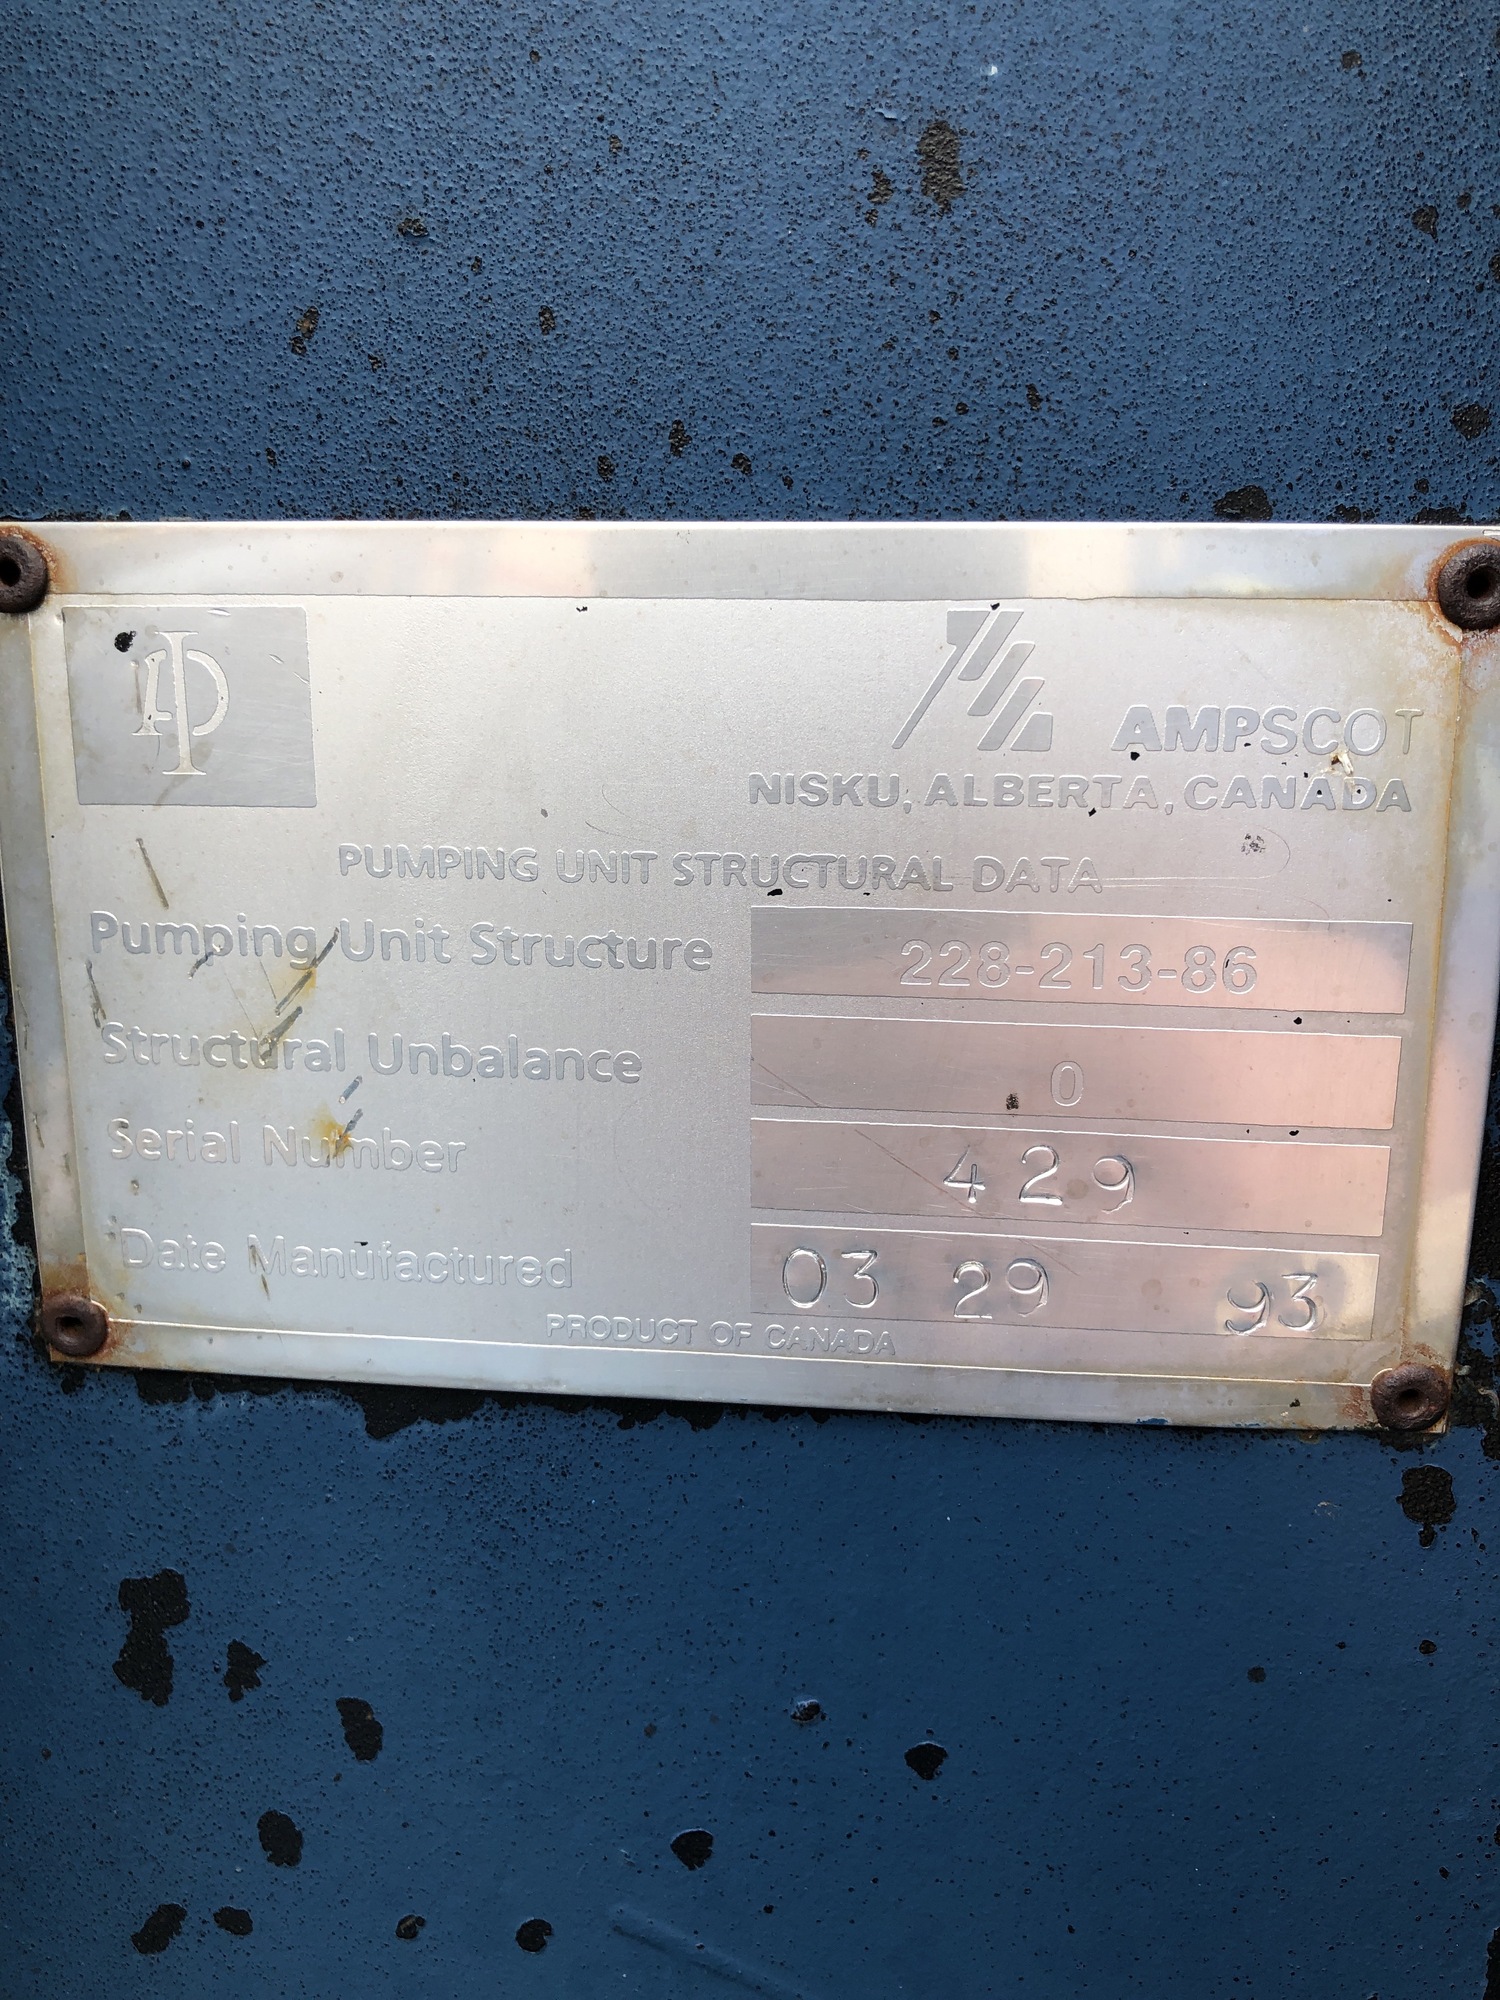 API
AMPSCOT
NISKU, ALBERTA, CANADA
PUMPING UNIT STRUCTURAL DATA
Pumping Unit Structure 228-213-86
Structural Unbalance 0
Serial Number 429
Date Manufactured 03 29 93
PRODUCT OF CANADA